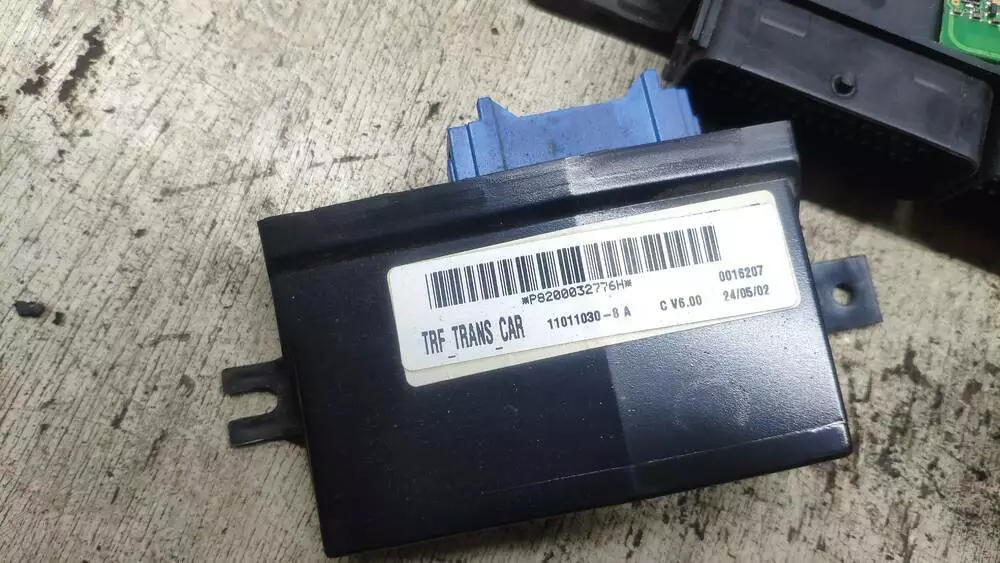 *P8200032776H*
0016207
TRF_TRANS_CAR 11011030-8 A C V6.00 24/05/02